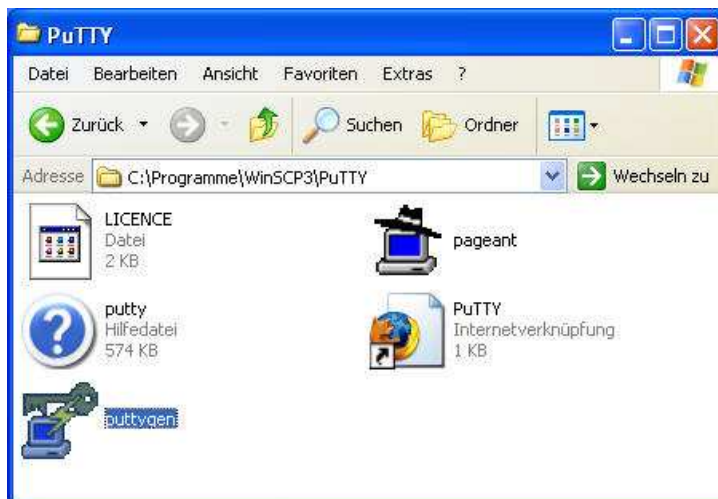 PuTTY
Datei Bearbeiten Ansicht Favoriten Extras ?
Zurück Suchen Ordner
Adresse C:\Programme\WinSCP3\PuTTY Wechseln zu
LICENCE
Datei
2 KB
pageant
putty
Hilfedatei
574 KB
PuTTY
Internetverknüpfung
1 KB
puttygen